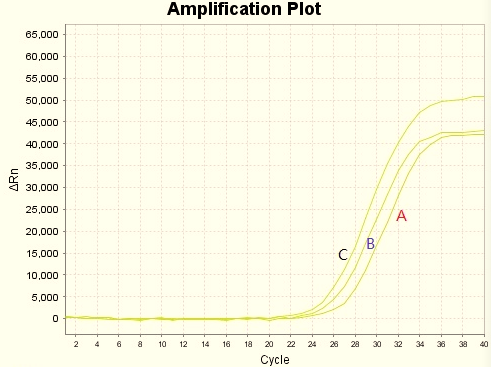 Amplification Plot
65,000
60,000
55,000
50,000
45,000
40,000
35,000
30,000
25,000
20,000
15,000
10,000
5,000
0
ΔRn
C
B
A
2 4 6 8 10 12 14 16 18 20 22 24 26 28 30 32 34 36 38 40
Cycle